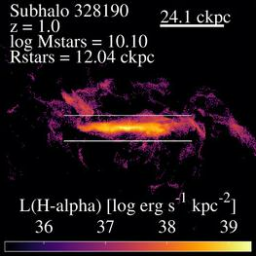 Subhalo 328190
24.1 ckpc
z = 1.0
log Mstars = 10.10
Rstars = 12.04 ckpc
L(H-alpha) [log erg s⁻¹ kpc⁻²]
36 37 38 39